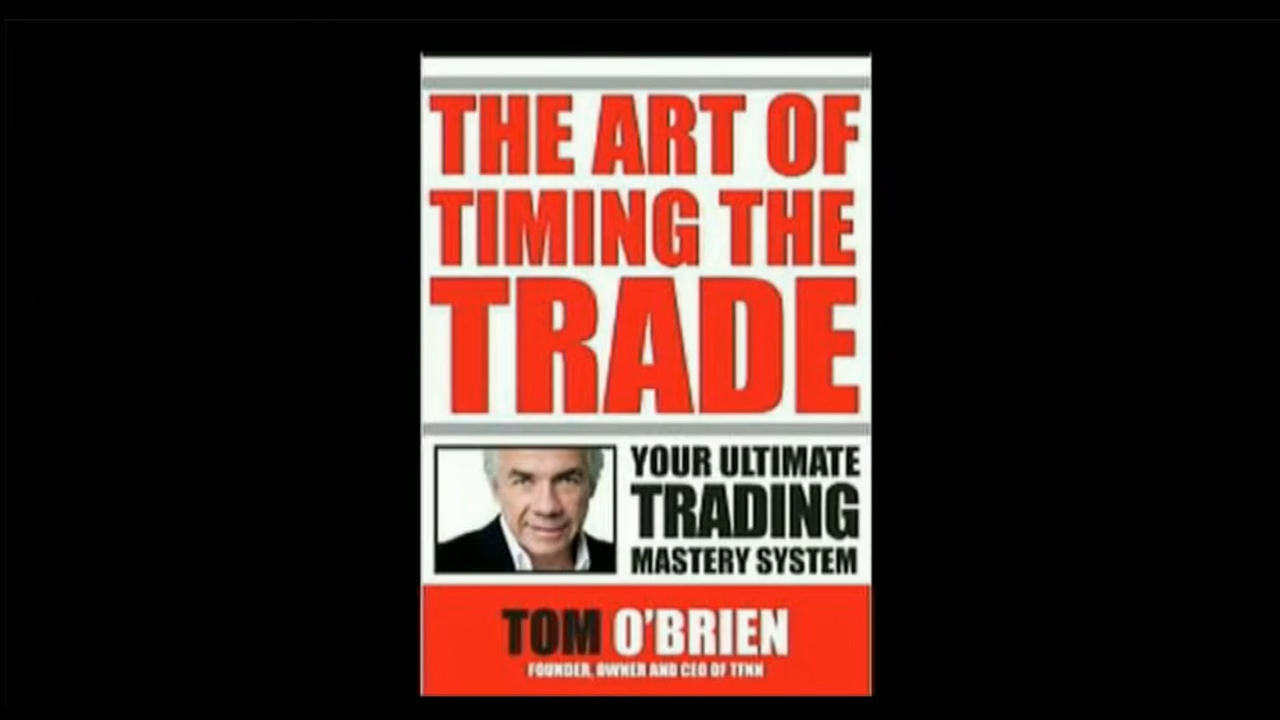 THE ART OF
TIMING THE
TRADE
YOUR ULTIMATE
TRADING
MASTERY SYSTEM
TOM O'BRIEN
FOUNDER, OWNER AND CEO OF TFNN